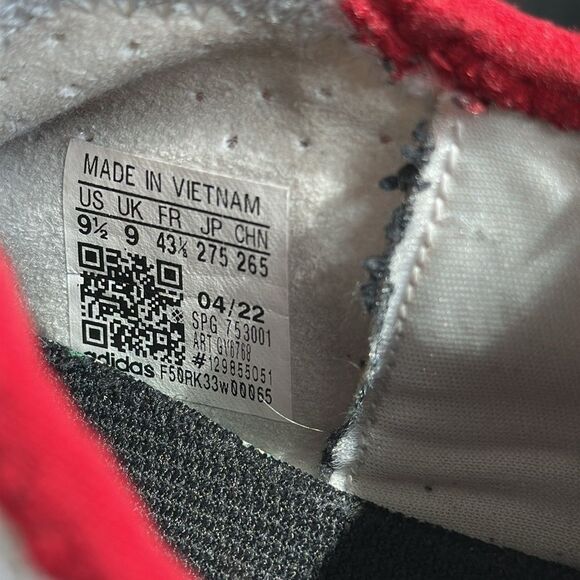 MADE IN VIETNAM
US UK FR JP CHN
9½ 9 43⅓ 275 265
04/22
SPG 753001
ART GV8769
#129855051
adidas F50RK33w00065